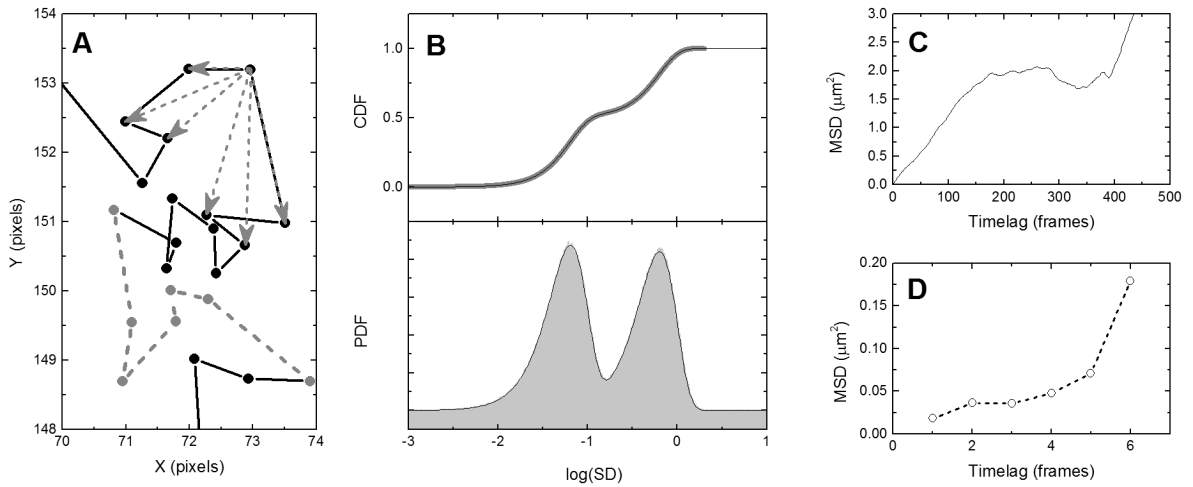 A
154
153
152
151
150
149
148
Y (pixels)
70 71 72 73 74
X (pixels)
B
1.0
0.5
0.0
CDF
PDF
-3 -2 -1 0 1
log(SD)
C
3.0
2.5
2.0
1.5
1.0
0.5
0.0
MSD (μm²)
0 100 200 300 400 500
Timelag (frames)
D
0.20
0.15
0.10
0.05
0.00
MSD (μm²)
0 2 4 6
Timelag (frames)